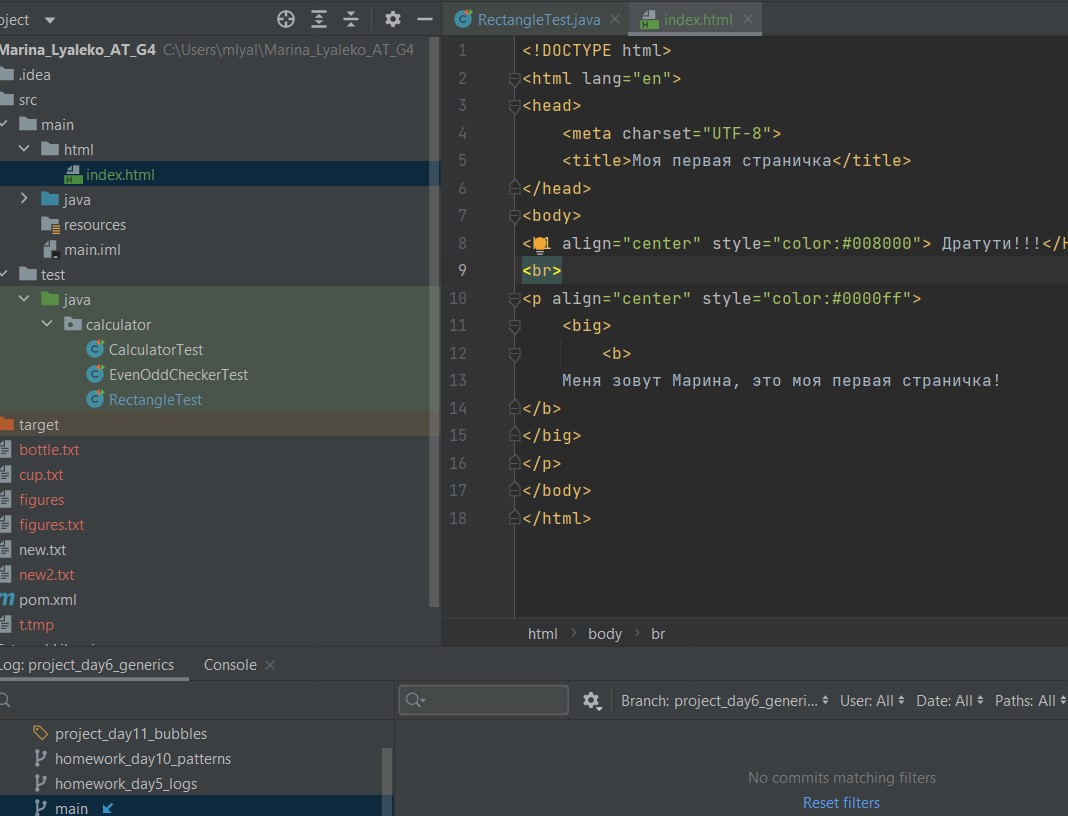 oject
RectangleTest.java
index.html
Marina_Lyaleko_AT_G4 C:\Users\mlyal\Marina_Lyaleko_AT_G4
.idea
src
main
html
index.html
java
resources
main.iml
test
java
calculator
CalculatorTest
EvenOddCheckerTest
RectangleTest
target
bottle.txt
cup.txt
figures
figures.txt
new.txt
new2.txt
pom.xml
t.tmp
1 <!DOCTYPE html>
2 <html lang="en">
3 <head>
4 <meta charset="UTF-8">
5 <title>Моя первая страничка</title>
6 </head>
7 <body>
8 < 1 align="center" style="color:#008000"> Дратути!!!</h
9 <br>
10 <p align="center" style="color:#0000ff">
11 <big>
12 <b>
13 Меня зовут Марина, это моя первая страничка!
14 </b>
15 </big>
16 </p>
17 </body>
18 </html>
html > body > br
Log: project_day6_generics Console
Branch: project_day6_generi... User: All Date: All Paths: All
project_day11_bubbles
homework_day10_patterns
homework_day5_logs
main
No commits matching filters
Reset filters